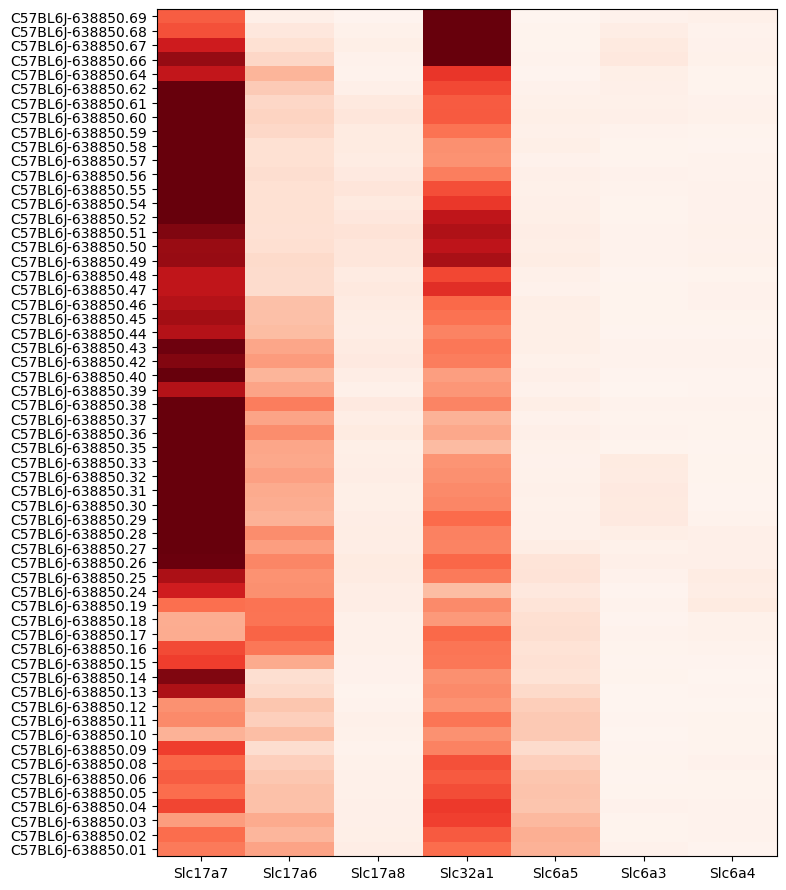 C57BL6J-638850.69
C57BL6J-638850.68
C57BL6J-638850.67
C57BL6J-638850.66
C57BL6J-638850.64
C57BL6J-638850.62
C57BL6J-638850.61
C57BL6J-638850.60
C57BL6J-638850.59
C57BL6J-638850.58
C57BL6J-638850.57
C57BL6J-638850.56
C57BL6J-638850.55
C57BL6J-638850.54
C57BL6J-638850.52
C57BL6J-638850.51
C57BL6J-638850.50
C57BL6J-638850.49
C57BL6J-638850.48
C57BL6J-638850.47
C57BL6J-638850.46
C57BL6J-638850.45
C57BL6J-638850.44
C57BL6J-638850.43
C57BL6J-638850.42
C57BL6J-638850.40
C57BL6J-638850.39
C57BL6J-638850.38
C57BL6J-638850.37
C57BL6J-638850.36
C57BL6J-638850.35
C57BL6J-638850.33
C57BL6J-638850.32
C57BL6J-638850.31
C57BL6J-638850.30
C57BL6J-638850.29
C57BL6J-638850.28
C57BL6J-638850.27
C57BL6J-638850.26
C57BL6J-638850.25
C57BL6J-638850.24
C57BL6J-638850.19
C57BL6J-638850.18
C57BL6J-638850.17
C57BL6J-638850.16
C57BL6J-638850.15
C57BL6J-638850.14
C57BL6J-638850.13
C57BL6J-638850.12
C57BL6J-638850.11
C57BL6J-638850.10
C57BL6J-638850.09
C57BL6J-638850.08
C57BL6J-638850.06
C57BL6J-638850.05
C57BL6J-638850.04
C57BL6J-638850.03
C57BL6J-638850.02
C57BL6J-638850.01
Slc17a7 Slc17a6 Slc17a8 Slc32a1 Slc6a5 Slc6a3 Slc6a4